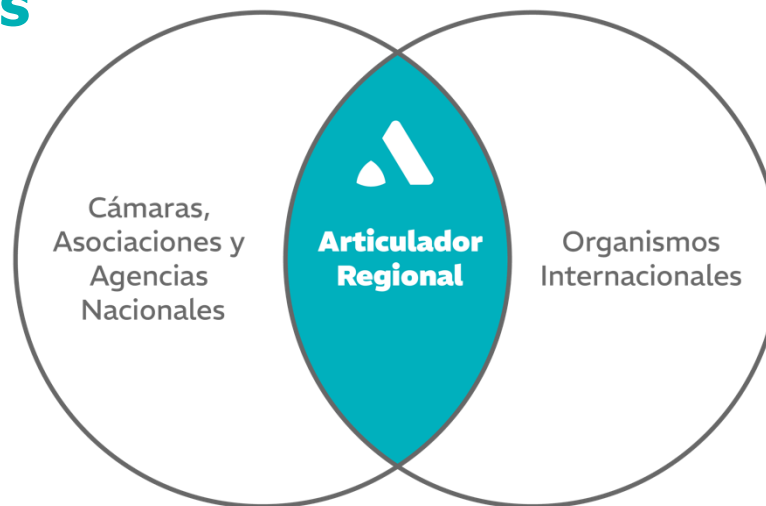 s
Cámaras,
Asociaciones y
Agencias
Nacionales
Articulador
Regional
Organismos
Internacionales